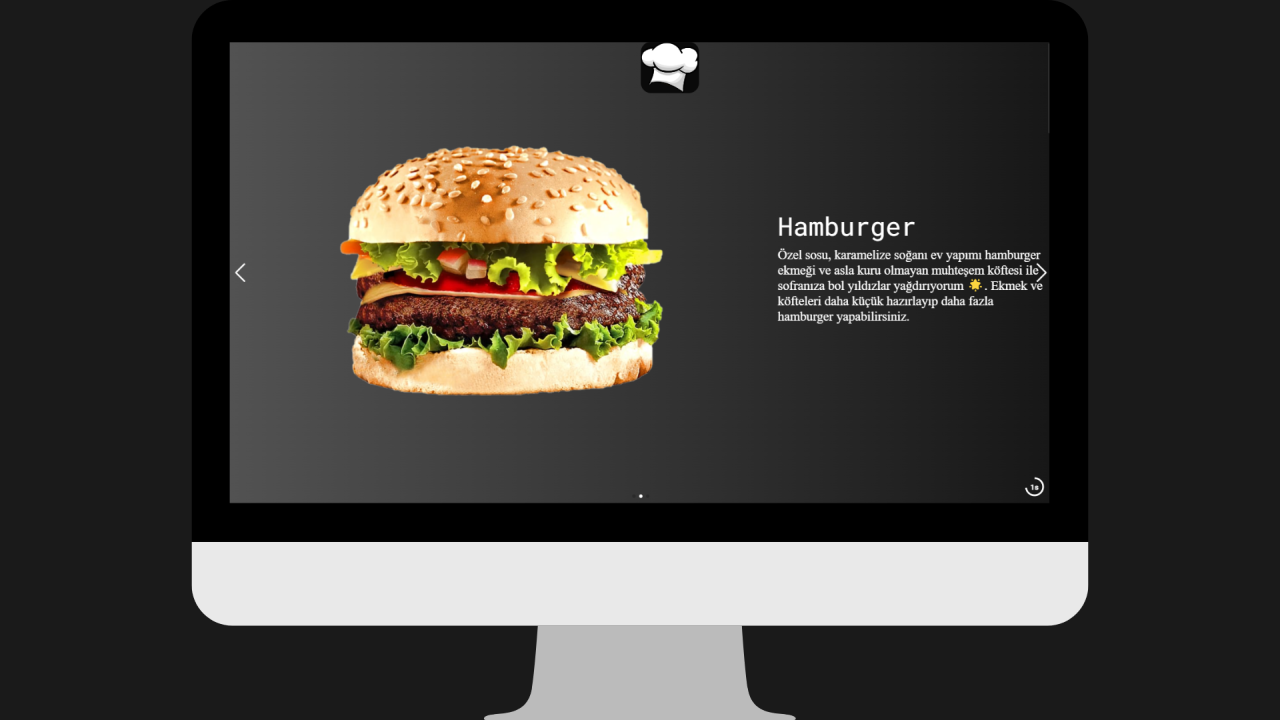 Hamburger
Özel sosu, karamelize soğanı ev yapımı hamburger
ekmeği ve asla kuru olmayan muhteşem köftesi ile
sofranıza bol yıldızlar yağdırıyorum 🌟. Ekmek ve
köfteleri daha küçük hazırlayıp daha fazla
hamburger yapabilirsiniz.
1s